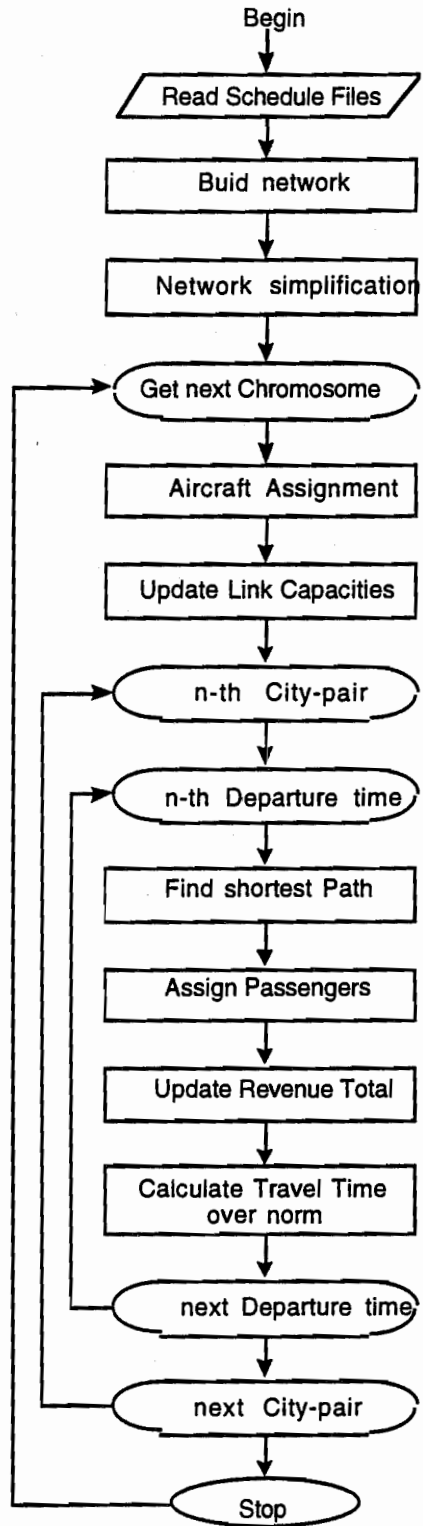 Begin
Read Schedule Files
Buid network
Network simplification
Get next Chromosome
Aircraft Assignment
Update Link Capacities
n-th City-pair
n-th Departure time
Find shortest Path
Assign Passengers
Update Revenue Total
Calculate Travel Time
over norm
next Departure time
next City-pair
Stop